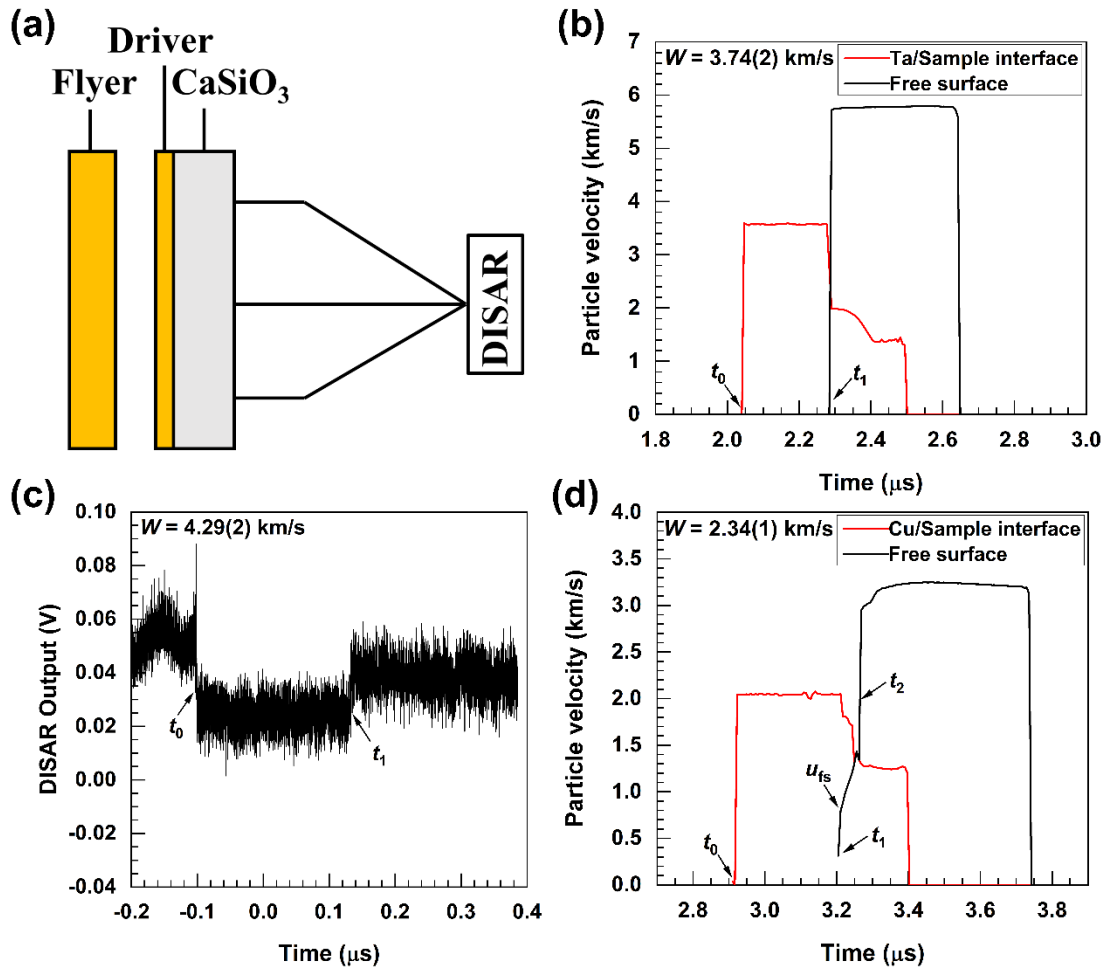 (a)
Driver
Flyer
CaSiO3
DISAR
(b)
W = 3.74(2) km/s
Ta/Sample interface
Free surface
Particle velocity (km/s)
7
6
5
4
3
2
1
0
t0
t1
1.8 2.0 2.2 2.4 2.6 2.8 3.0
Time (μs)
(c)
W = 4.29(2) km/s
DISAR Output (V)
0.10
0.08
0.06
0.04
0.02
0.00
-0.02
-0.04
t0
t1
-0.2 -0.1 0.0 0.1 0.2 0.3 0.4
Time (μs)
(d)
W = 2.34(1) km/s
Cu/Sample interface
Free surface
Particle velocity (km/s)
4.0
3.5
3.0
2.5
2.0
1.5
1.0
0.5
0.0
t2
ufs
t1
t0
2.8 3.0 3.2 3.4 3.6 3.8
Time (μs)